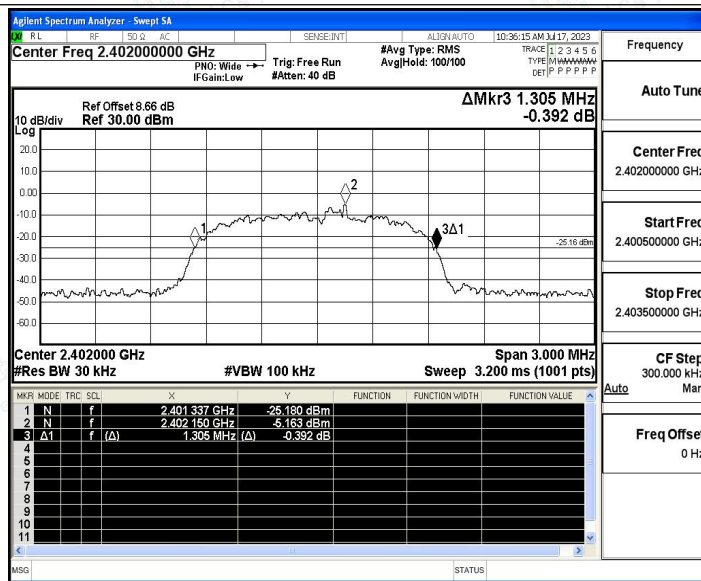 Agilent Spectrum Analyzer - Swept SA
RL RF 50 Ω AC SENSE:INT ALIGN AUTO 10:36:15 AM Jul 17, 2023
Center Freq 2.402000000 GHz #Avg Type: RMS TRACE 1 2 3 4 5 6
PNO: Wide Trig: Free Run Avg|Hold: 100/100 TYPE M W W W W W
IFGain:Low #Atten: 40 dB DET P P P P P P
ΔMkr3 1.305 MHz
-0.392 dB
Ref Offset 8.66 dB
10 dB/div Ref 30.00 dBm
Log
20.0
10.0
0.00
-10.0
-20.0
-30.0
-40.0
-50.0
-60.0
1
2
3Δ1
-25.16 dBm
Center 2.402000 GHz Span 3.000 MHz
#Res BW 30 kHz #VBW 100 kHz Sweep 3.200 ms (1001 pts)
MKR MODE TRC SCL X Y FUNCTION FUNCTION WIDTH FUNCTION VALUE
1 N f 2.401 337 GHz -25.180 dBm
2 N f 2.402 150 GHz -5.163 dBm
3 Δ1 f (Δ) 1.305 MHz (Δ) -0.392 dB
4
5
6
7
8
9
10
11
MSG STATUS
Frequency
Auto Tune
Center Freq
2.402000000 GHz
Start Freq
2.400500000 GHz
Stop Freq
2.403500000 GHz
CF Step
300.000 kHz
Auto Man
Freq Offset
0 Hz